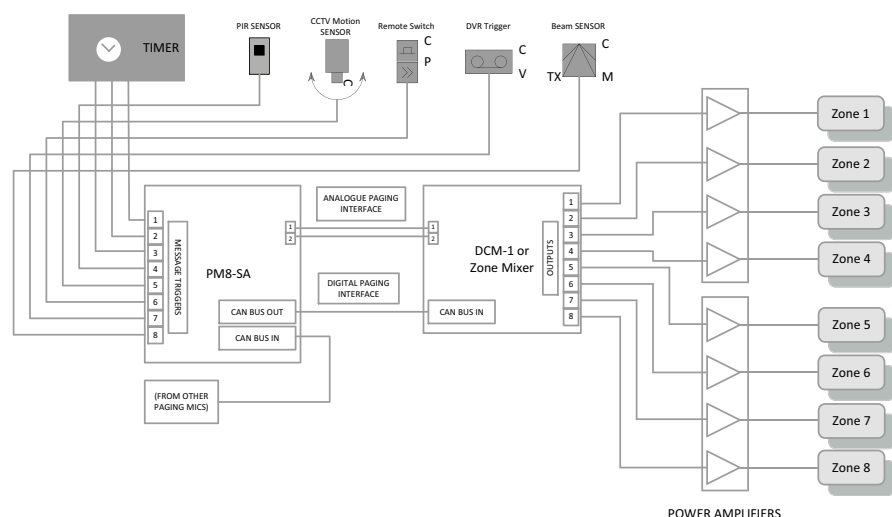 TIMER
PIR SENSOR
CCTV Motion
SENSOR
Remote Switch
C
P
DVR Trigger
C
V
Beam SENSOR
C
TX
M
1
2
3
4
5
6
7
8
MESSAGE TRIGGERS
PM8-SA
1
2
CAN BUS OUT
CAN BUS IN
(FROM OTHER
PAGING MICS)
ANALOGUE PAGING
INTERFACE
DIGITAL PAGING
INTERFACE
1
2
DCM-1 or
Zone Mixer
CAN BUS IN
OUTPUTS
1
2
3
4
5
6
7
8
Zone 1
Zone 2
Zone 3
Zone 4
Zone 5
Zone 6
Zone 7
Zone 8
POWER AMPLIFIERS